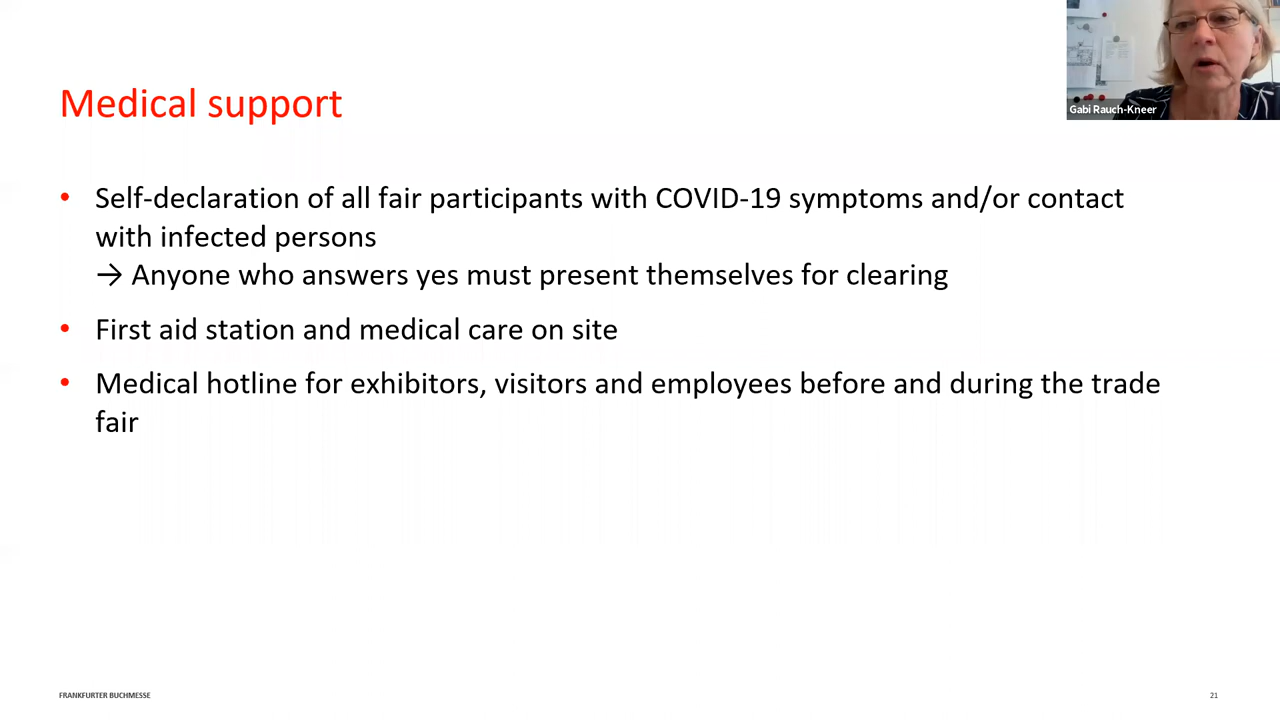 Gabi Rauch-Kneer
Medical support
• Self-declaration of all fair participants with COVID-19 symptoms and/or contact
with infected persons
→ Anyone who answers yes must present themselves for clearing
• First aid station and medical care on site
• Medical hotline for exhibitors, visitors and employees before and during the trade
fair
FRANKFURTER BUCHMESSE
21